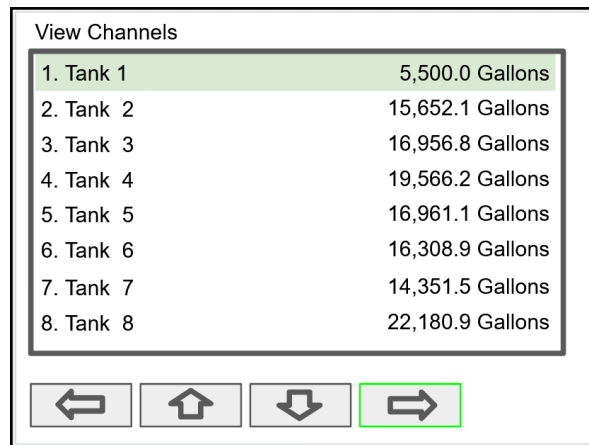 View Channels
1. Tank 1 5,500.0 Gallons
2. Tank 2 15,652.1 Gallons
3. Tank 3 16,956.8 Gallons
4. Tank 4 19,566.2 Gallons
5. Tank 5 16,961.1 Gallons
6. Tank 6 16,308.9 Gallons
7. Tank 7 14,351.5 Gallons
8. Tank 8 22,180.9 Gallons